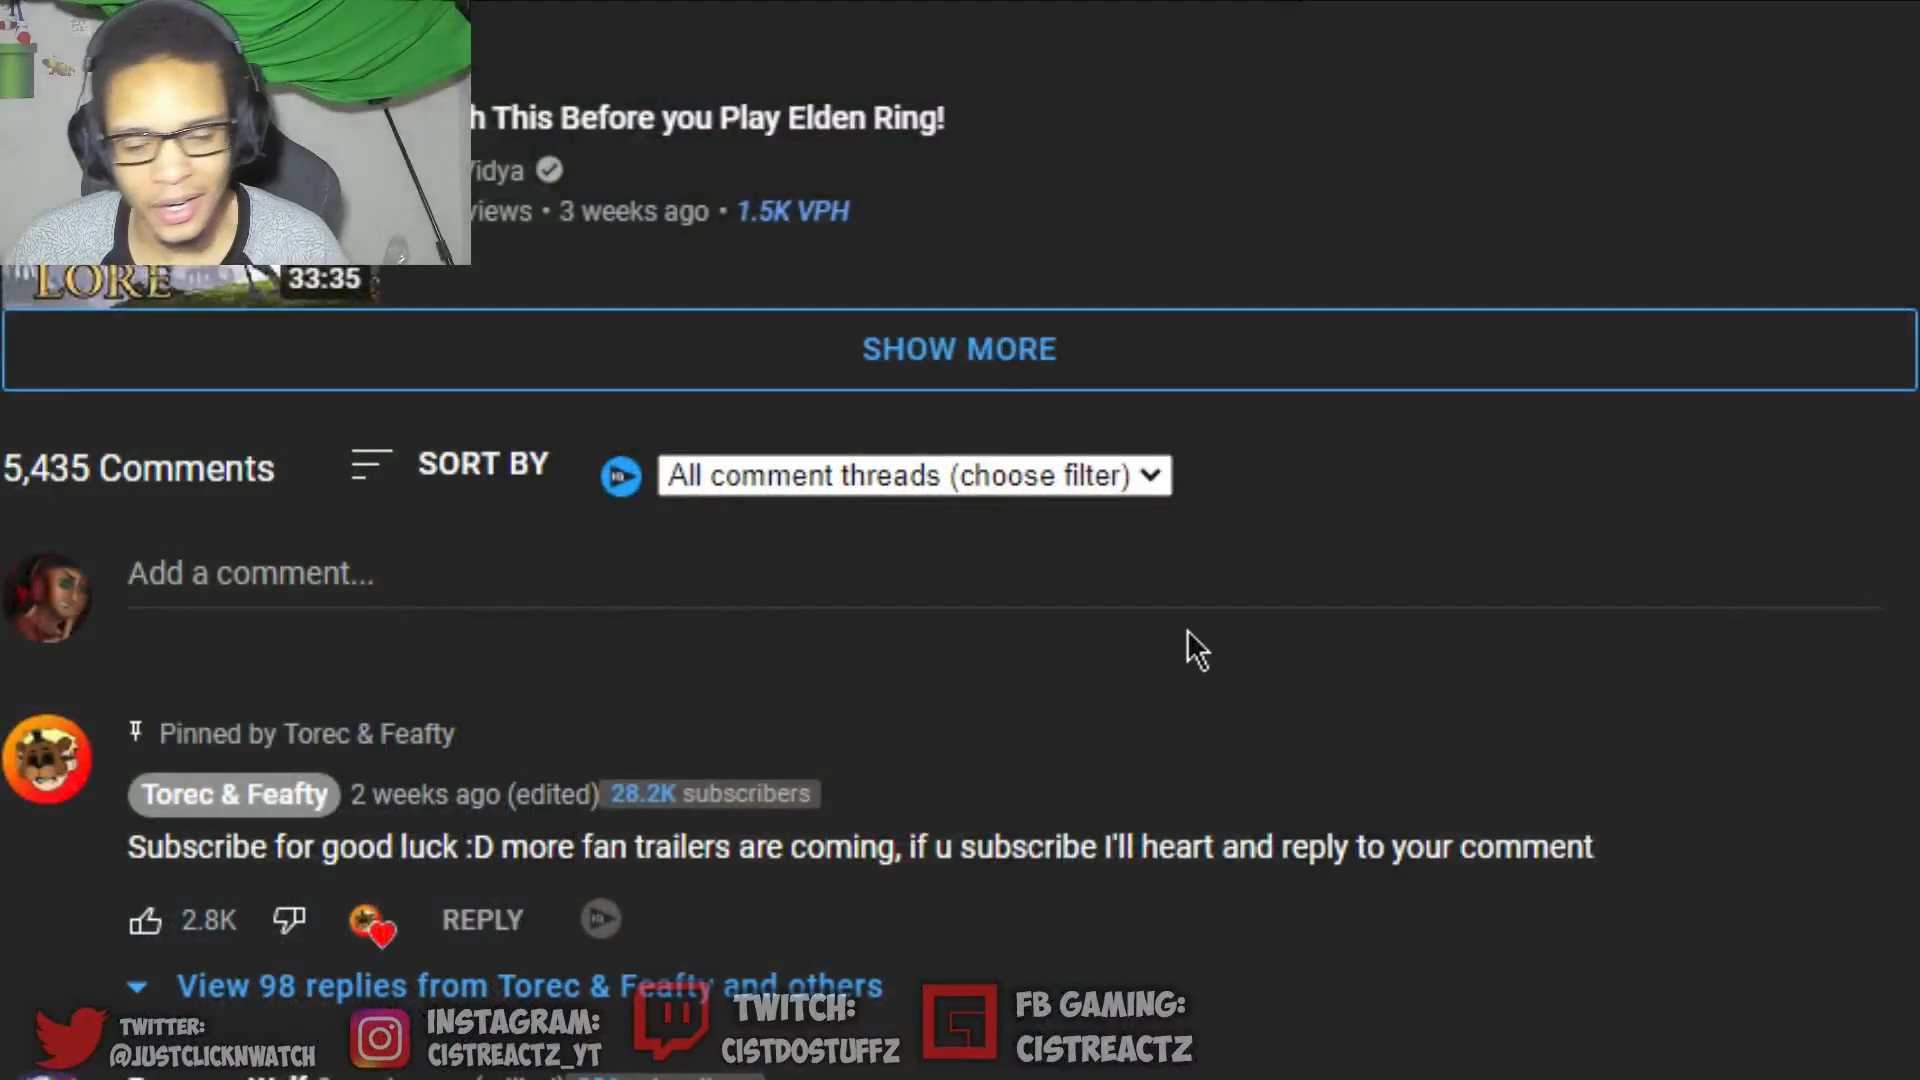 h This Before you Play Elden Ring!
Vidya
views • 3 weeks ago • 1.5K VPH
LORE
33:35
SHOW MORE
5,435 Comments
SORT BY
All comment threads (choose filter)
Add a comment...
Pinned by Torec & Feafty
Torec & Feafty 2 weeks ago (edited) 28.2K subscribers
Subscribe for good luck :D more fan trailers are coming, if u subscribe I'll heart and reply to your comment
2.8K
REPLY
View 98 replies from Torec & Feafty and others
TWITTER:
@JUSTCLICKNWATCH
INSTAGRAM:
CISTREACTZ_YT
TWITCH:
CISTDOSTUFFZ
FB GAMING:
CISTREACTZ